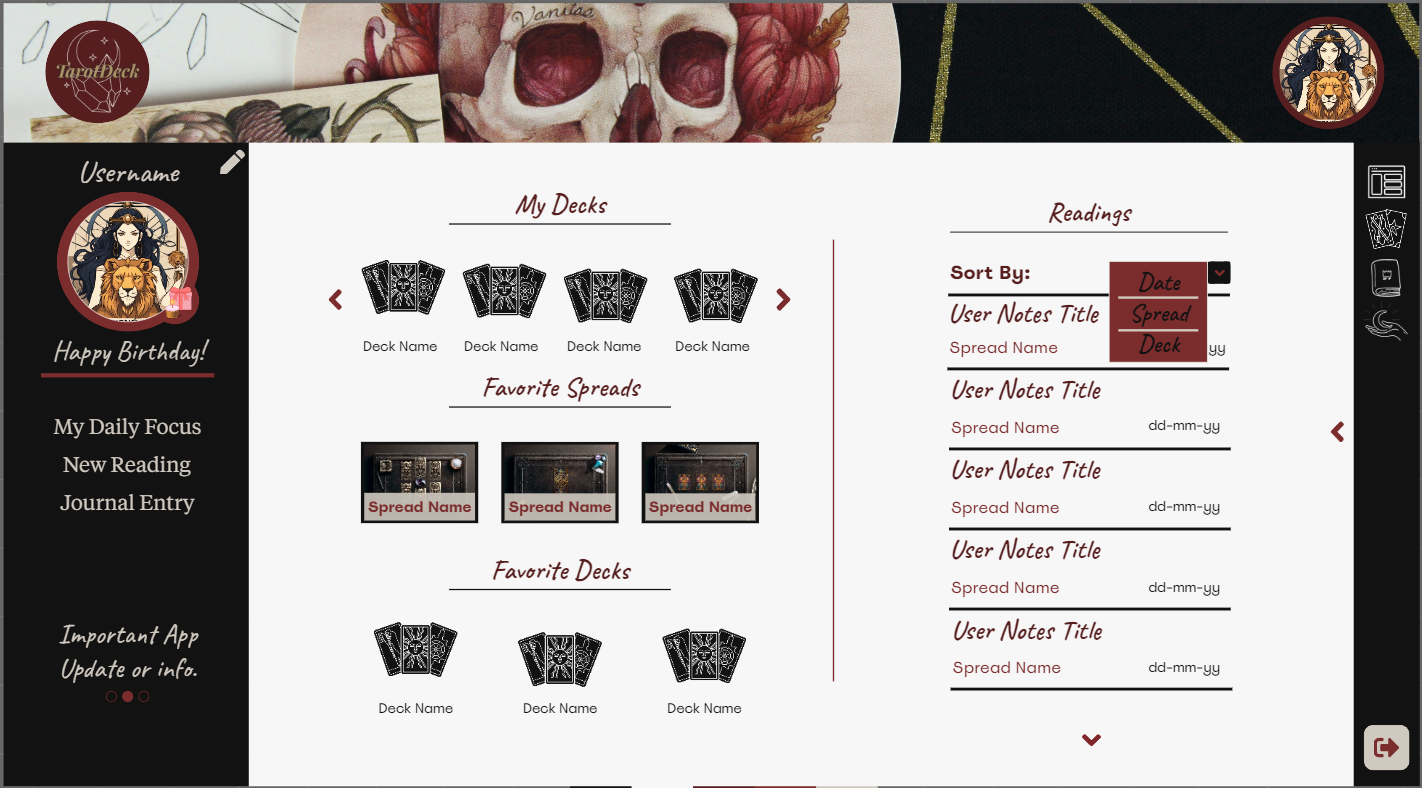 Vanitas
TarotDeck
Username
Happy Birthday!
My Daily Focus
New Reading
Journal Entry
Important App
Update or info.
My Decks
Deck Name
Deck Name
Deck Name
Deck Name
Favorite Spreads
Spread Name
Spread Name
Spread Name
Favorite Decks
Deck Name
Deck Name
Deck Name
Readings
Sort By:
Date
Spread
Deck
User Notes Title
Spread Name
yy
User Notes Title
Spread Name dd-mm-yy
User Notes Title
Spread Name dd-mm-yy
User Notes Title
Spread Name dd-mm-yy
User Notes Title
Spread Name dd-mm-yy